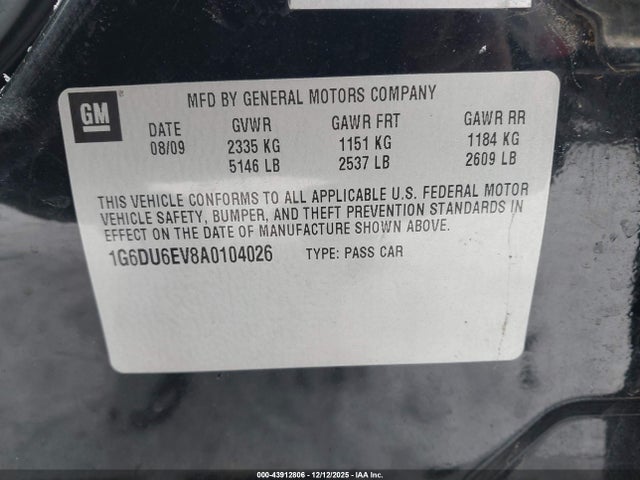 GM
MFD BY GENERAL MOTORS COMPANY
DATE GVWR GAWR FRT GAWR RR
08/09 2335 KG 1151 KG 1184 KG
5146 LB 2537 LB 2609 LB
THIS VEHICLE CONFORMS TO ALL APPLICABLE U.S. FEDERAL MOTOR
VEHICLE SAFETY, BUMPER, AND THEFT PREVENTION STANDARDS IN
EFFECT ON THE DATE OF MANUFACTURE SHOWN ABOVE.
1G6DU6EV8A0104026 TYPE: PASS CAR
000-43912806 - 12/12/2025 - IAA Inc.